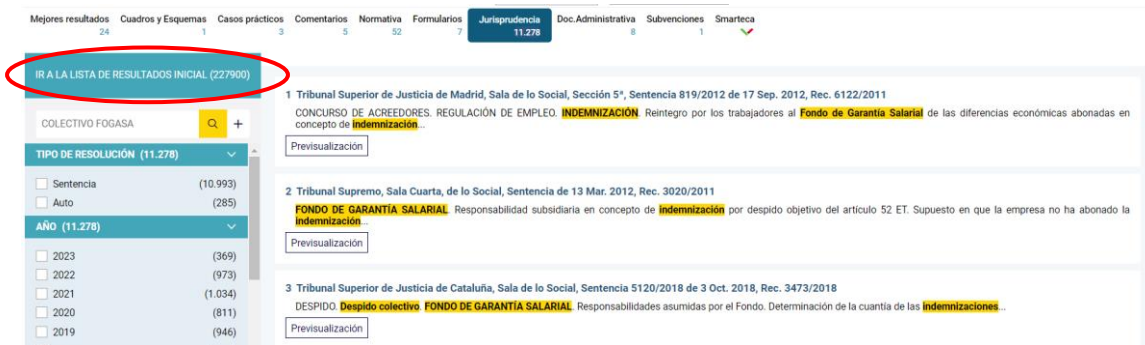 Mejores resultados Cuadros y Esquemas Casos prácticos Comentarios Normativa Formularios Jurisprudencia Doc.Administrativa Subvenciones Smarteca
24 1 3 5 52 7 11.278 8 1
IR A LA LISTA DE RESULTADOS INICIAL (227900)
COLECTIVO FOGASA +
TIPO DE RESOLUCIÓN (11.278)
Sentencia (10.993)
Auto (285)
AÑO (11.278)
2023 (369)
2022 (973)
2021 (1.034)
2020 (811)
2019 (946)
1 Tribunal Superior de Justicia de Madrid, Sala de lo Social, Sección 5ª, Sentencia 819/2012 de 17 Sep. 2012, Rec. 6122/2011
CONCURSO DE ACREEDORES. REGULACIÓN DE EMPLEO. INDEMNIZACIÓN. Reintegro por los trabajadores al Fondo de Garantía Salarial de las diferencias económicas abonadas en
concepto de indemnización...
Previsualización
2 Tribunal Supremo, Sala Cuarta, de lo Social, Sentencia de 13 Mar. 2012, Rec. 3020/2011
FONDO DE GARANTÍA SALARIAL. Responsabilidad subsidiaria en concepto de indemnización por despido objetivo del artículo 52 ET. Supuesto en que la empresa no ha abonado la
indemnización...
Previsualización
3 Tribunal Superior de Justicia de Cataluña, Sala de lo Social, Sentencia 5120/2018 de 3 Oct. 2018, Rec. 3473/2018
DESPIDO. Despido colectivo. FONDO DE GARANTÍA SALARIAL. Responsabilidades asumidas por el Fondo. Determinación de la cuantía de las indemnizaciones...
Previsualización